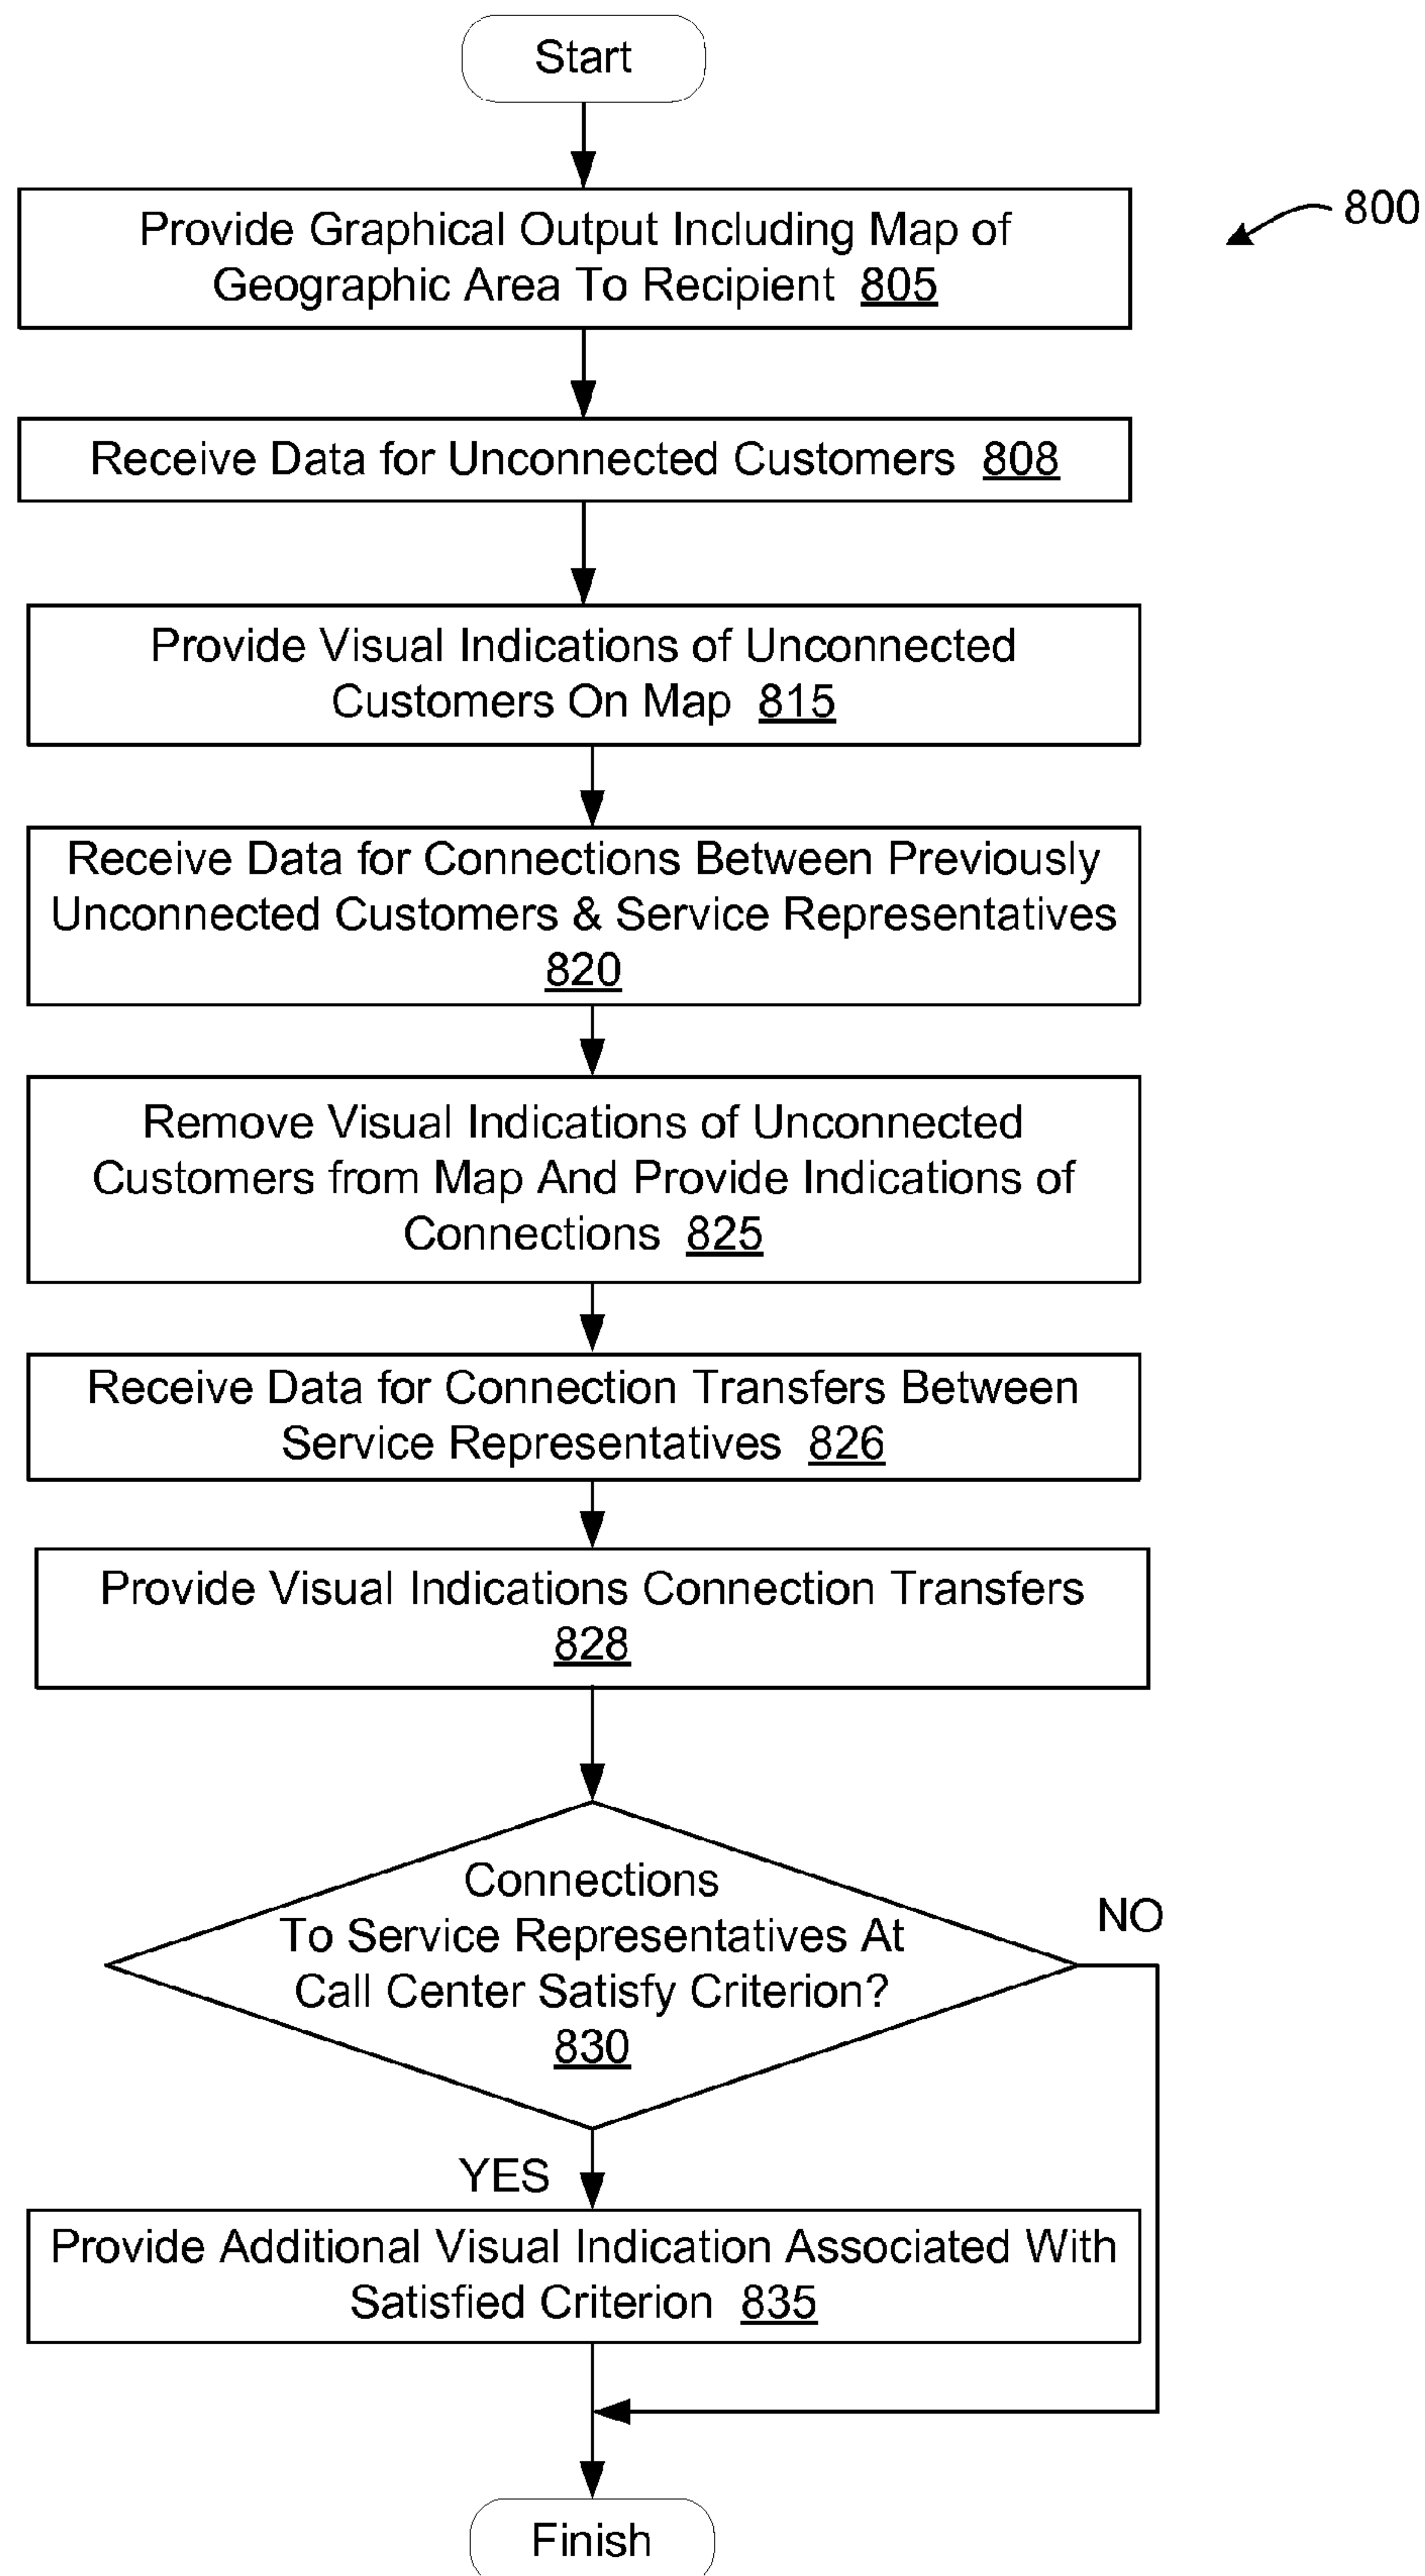 Start
800
Provide Graphical Output Including Map of
Geographic Area To Recipient 805
Receive Data for Unconnected Customers 808
Provide Visual Indications of Unconnected
Customers On Map 815
Receive Data for Connections Between Previously
Unconnected Customers & Service Representatives
820
Remove Visual Indications of Unconnected
Customers from Map And Provide Indications of
Connections 825
Receive Data for Connection Transfers Between
Service Representatives 826
Provide Visual Indications Connection Transfers
828
Connections
To Service Representatives At
Call Center Satisfy Criterion?
830
NO
YES
Provide Additional Visual Indication Associated With
Satisfied Criterion 835
Finish